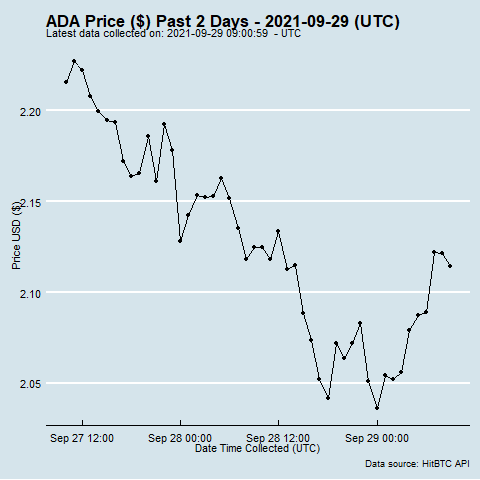 ADA Price ($) Past 2 Days - 2021-09-29 (UTC)
Latest data collected on: 2021-09-29 09:00:59 - UTC
2.20
2.15
2.10
2.05
Price USD ($)
Sep 27 12:00 Sep 28 00:00 Sep 28 12:00 Sep 29 00:00
Date Time Collected (UTC)
Data source: HitBTC API